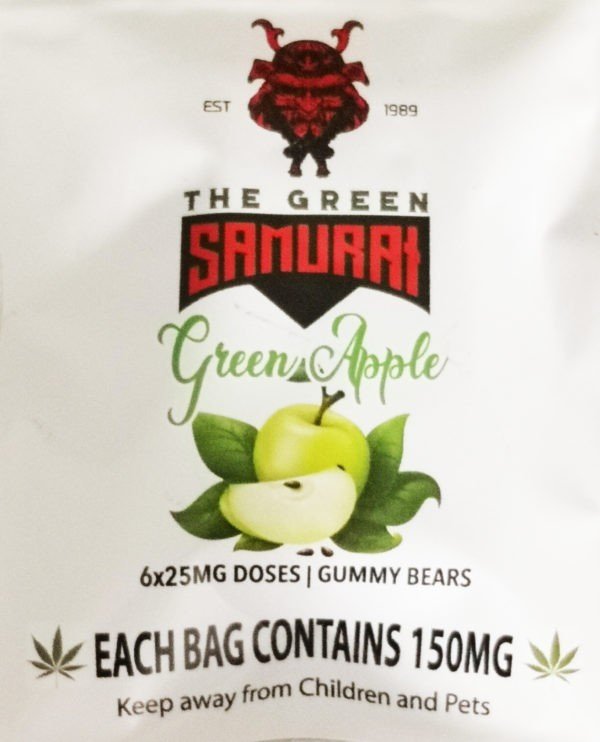 EST 1989
THE GREEN
SAMURAI
Green Apple
6x25MG DOSES | GUMMY BEARS
EACH BAG CONTAINS 150MG
Keep away from Children and Pets